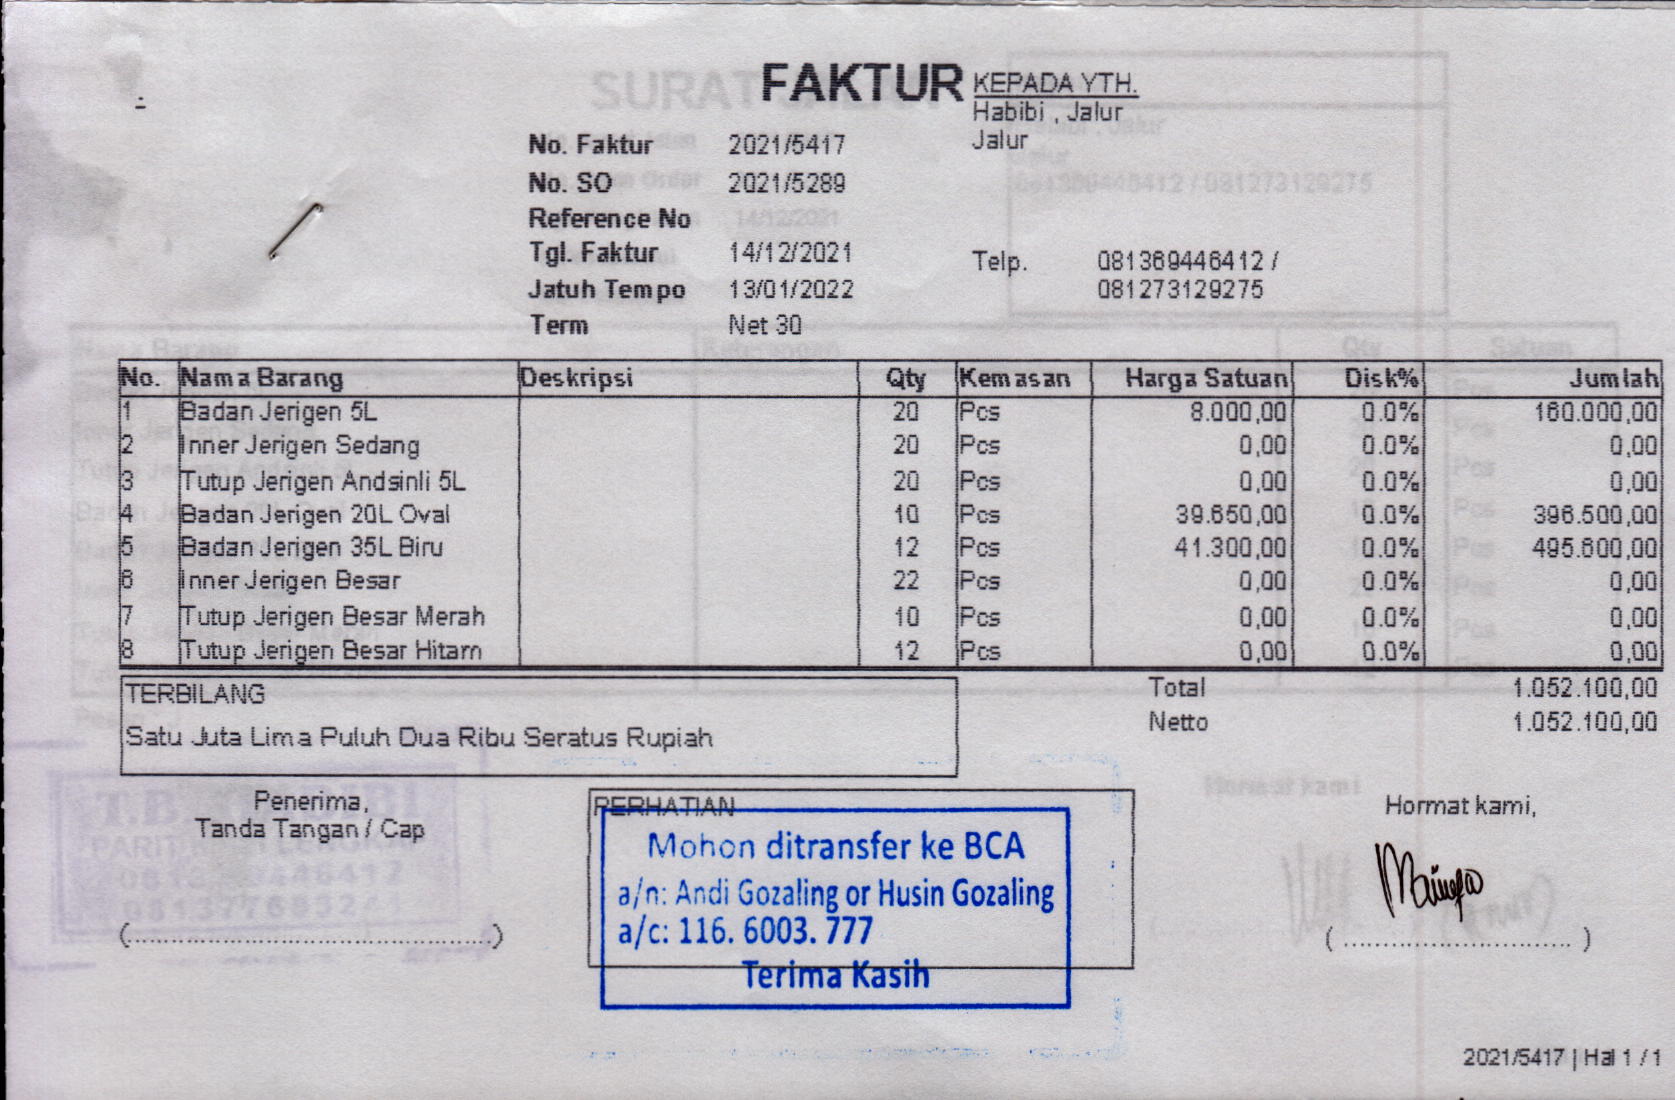 FAKTUR
KEPADA YTH.
Habibi , Jalur
Jalur
No. Faktur 2021/5417
No. SO 2021/5289
Reference No
Tgl. Faktur 14/12/2021
Jatuh Tempo 13/01/2022
Term Net 30
Telp. 081369446412 /
081273129275
No. Nama Barang Deskripsi Qty Kemasan Harga Satuan Disk% Jumlah
1 Badan Jerigen 5L 20 Pcs 8.000,00 0.0% 160.000,00
2 Inner Jerigen Sedang 20 Pcs 0,00 0.0% 0,00
3 Tutup Jerigen Andsinli 5L 20 Pcs 0,00 0.0% 0,00
4 Badan Jerigen 20L Oval 10 Pcs 39.650,00 0.0% 396.500,00
5 Badan Jerigen 35L Biru 12 Pcs 41.300,00 0.0% 495.600,00
6 Inner Jerigen Besar 22 Pcs 0,00 0.0% 0,00
7 Tutup Jerigen Besar Merah 10 Pcs 0,00 0.0% 0,00
8 Tutup Jerigen Besar Hitam 12 Pcs 0,00 0.0% 0,00
TERBILANG
Satu Juta Lima Puluh Dua Ribu Seratus Rupiah
Total 1.052.100,00
Netto 1.052.100,00
Penerima,
Tanda Tangan / Cap
(................................................)
PERHATIAN
Mohon ditransfer ke BCA
a/n: Andi Gozaling or Husin Gozaling
a/c: 116. 6003. 777
Terima Kasih
Hormat kami,
(..............................)
2021/5417 | Hal 1 / 1